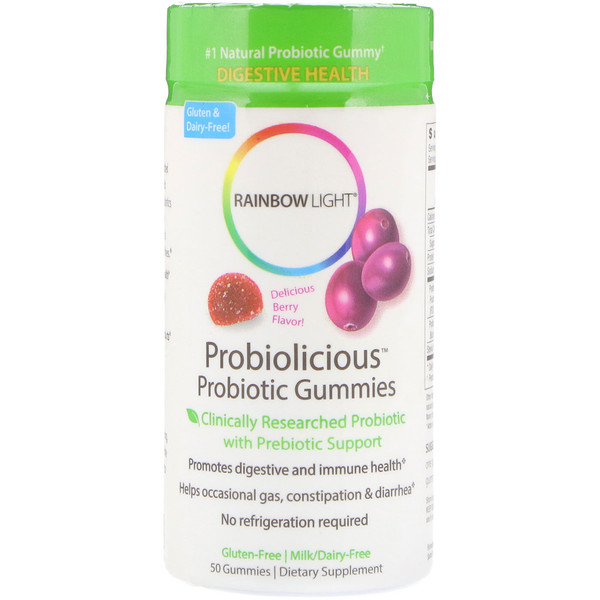 #1 Natural Probiotic Gummy†
DIGESTIVE HEALTH
Gluten &
Dairy-Free!
RAINBOW LIGHT®
Delicious
Berry
Flavor!
Probiolicious™
Probiotic Gummies
Clinically Researched Probiotic
with Prebiotic Support
Promotes digestive and immune health❖
Helps occasional gas, constipation & diarrhea❖
No refrigeration required
Gluten-Free | Milk/Dairy-Free
50 Gummies | Dietary Supplement